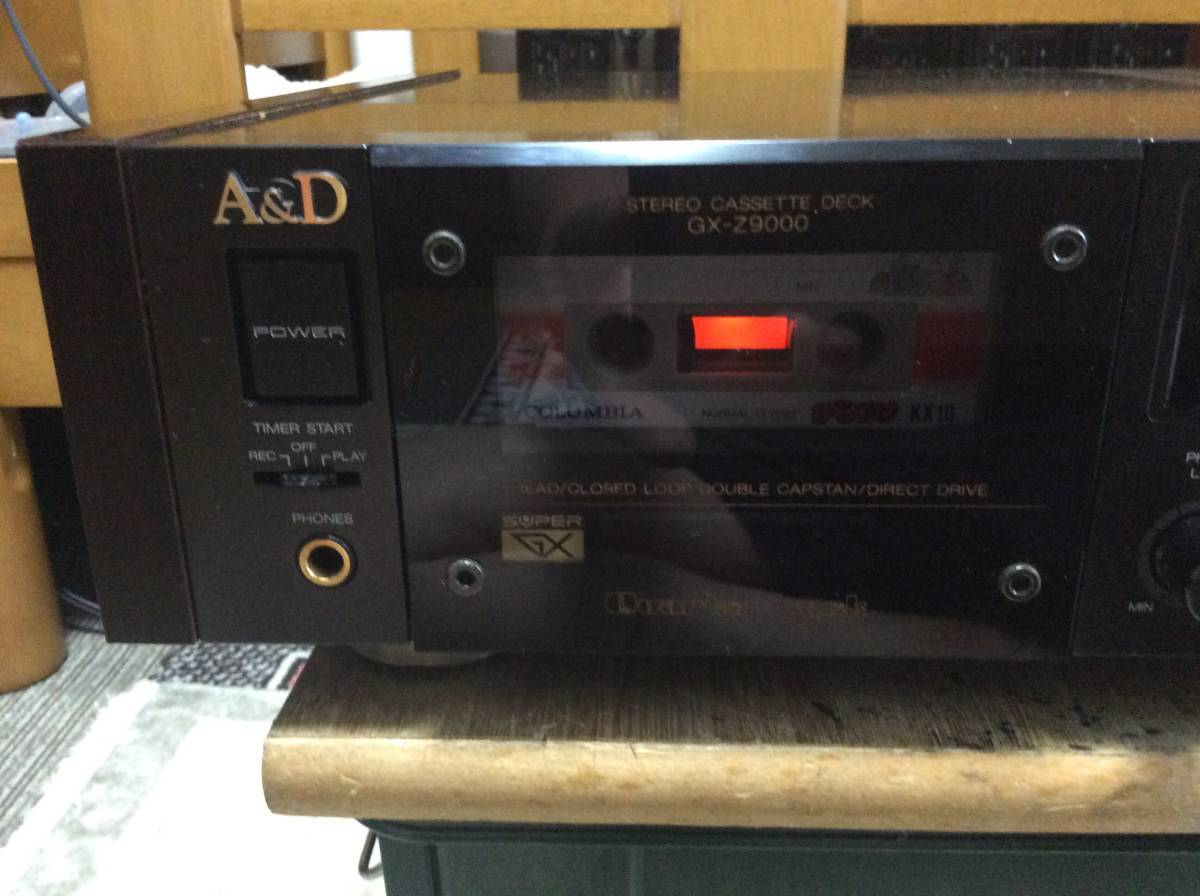 A&D
STEREO CASSETTE DECK
GX-Z9000
POWER
COLUMBIA
NORMAL
KX10
TIMER START
OFF
REC PLAY
HEAD/CLOSED LOOP DOUBLE CAPSTAN/DIRECT DRIVE
PHONES
SUPER
GX
MIN